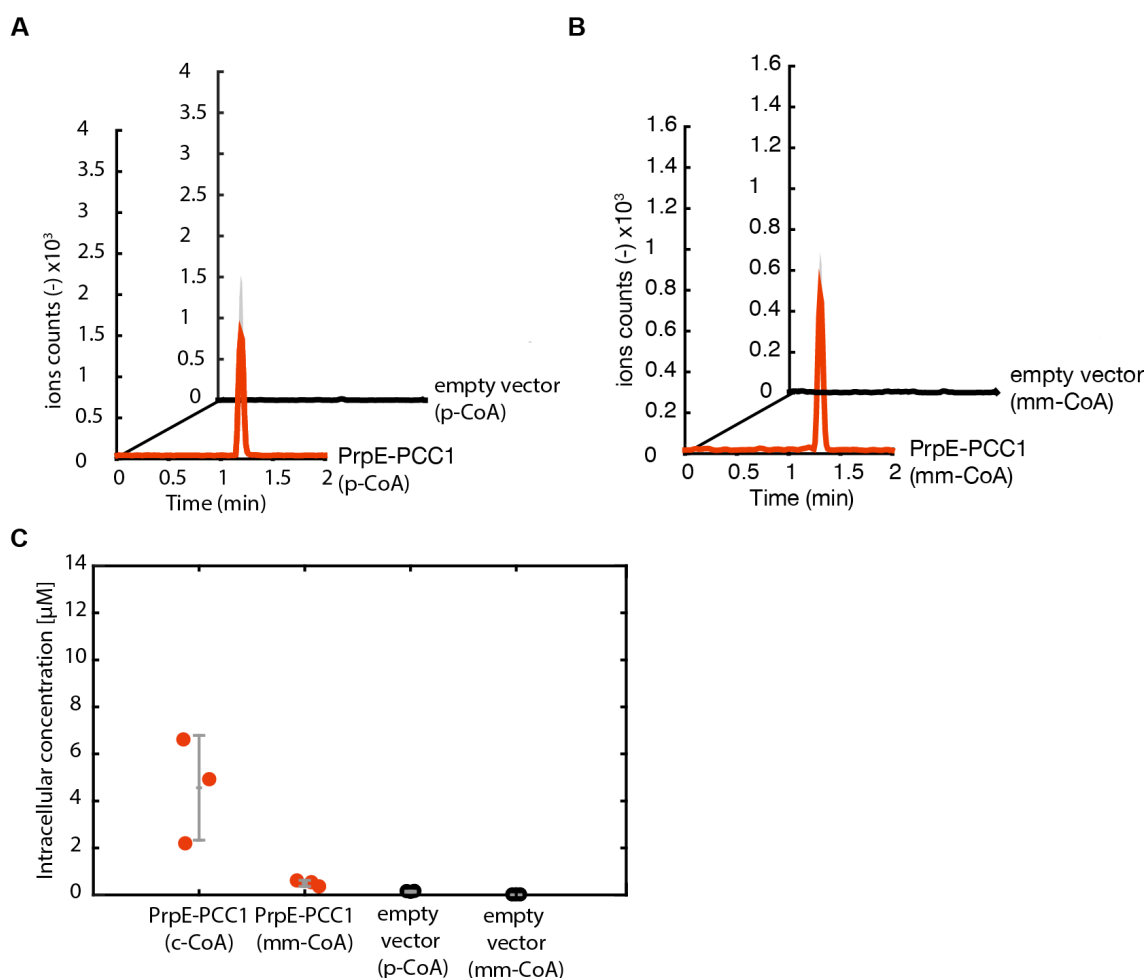 A
4
3.5
3
2.5
2
1.5
1
0.5
0
4
3.5
3
2.5
2
1.5
1
0.5
0
ions counts (-) x10³
empty vector
(p-CoA)
PrpE-PCC1
(p-CoA)
0 0.5 1 1.5 2
Time (min)
B
1.6
1.4
1.2
1
0.8
0.6
0.4
0.2
0
1.6
1.4
1.2
1
0.8
0.6
0.4
0.2
0
ions counts (-) x10³
empty vector
(mm-CoA)
PrpE-PCC1
(mm-CoA)
0 0.5 1 1.5 2
Time (min)
C
14
12
10
8
6
4
2
0
Intracellular concentration [µM]
PrpE-PCC1
(c-CoA)
PrpE-PCC1
(mm-CoA)
empty
vector
(p-CoA)
empty
vector
(mm-CoA)